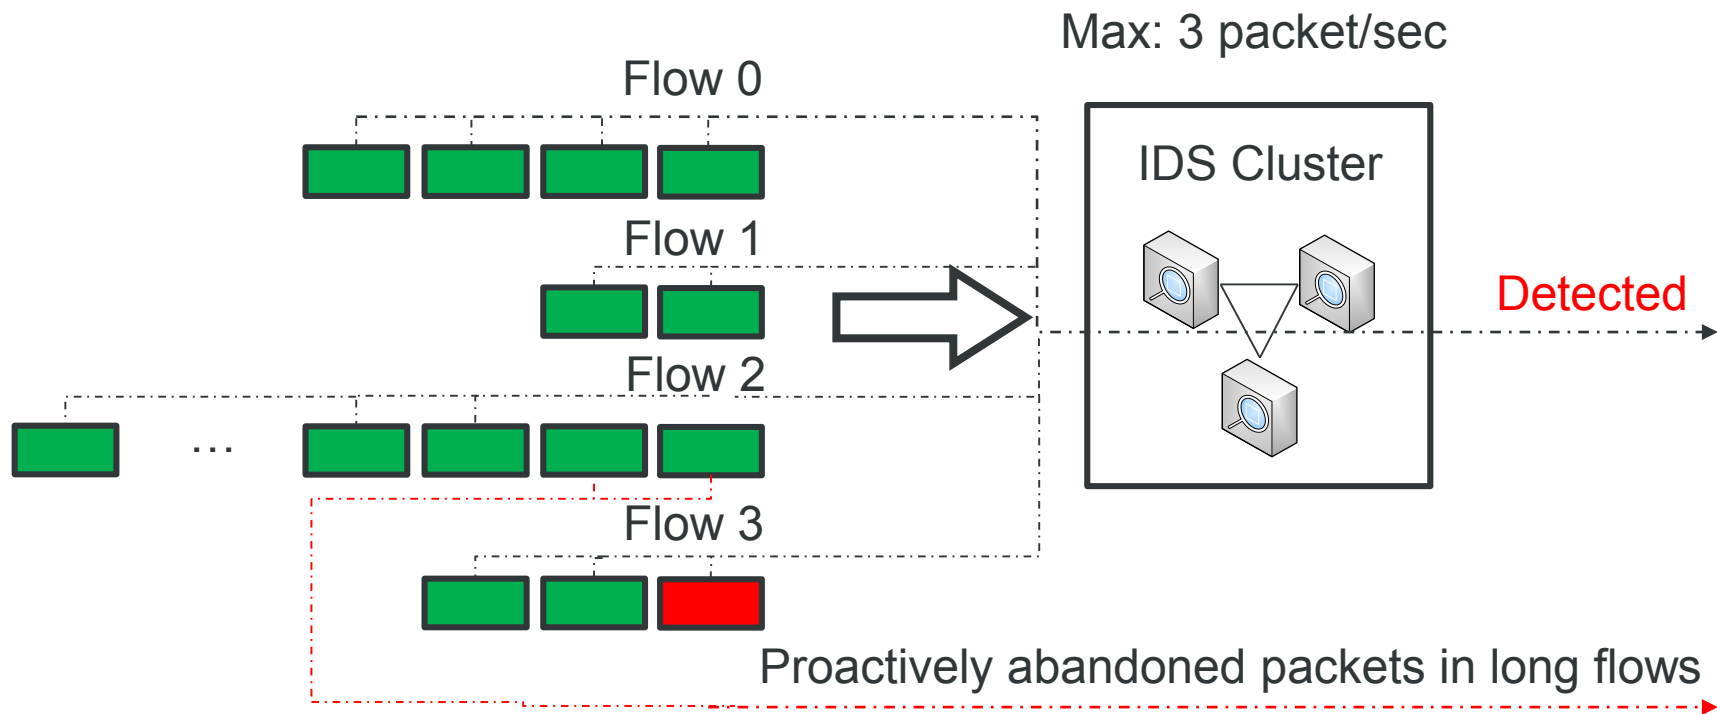 Max: 3 packet/sec
Flow 0
IDS Cluster
Flow 1
Detected
Flow 2
...
Flow 3
Proactively abandoned packets in long flows